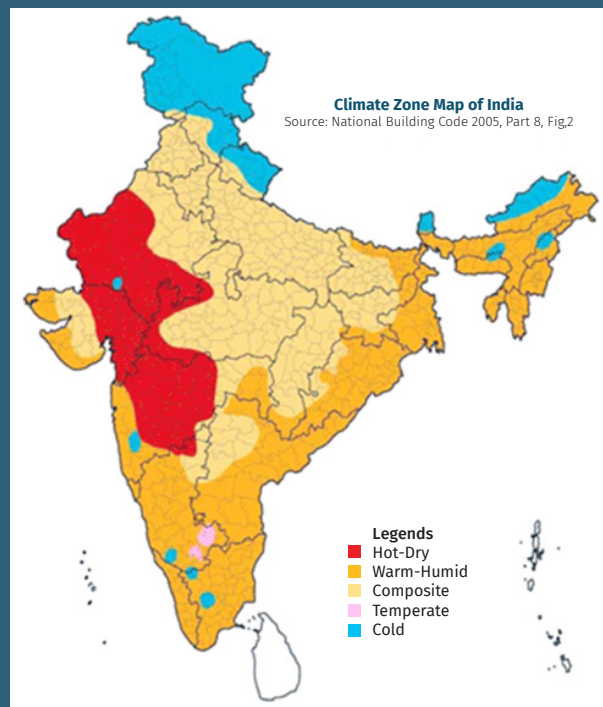 Climate Zone Map of India
Source: National Building Code 2005, Part 8, Fig,2
Legends
Hot-Dry
Warm-Humid
Composite
Temperate
Cold